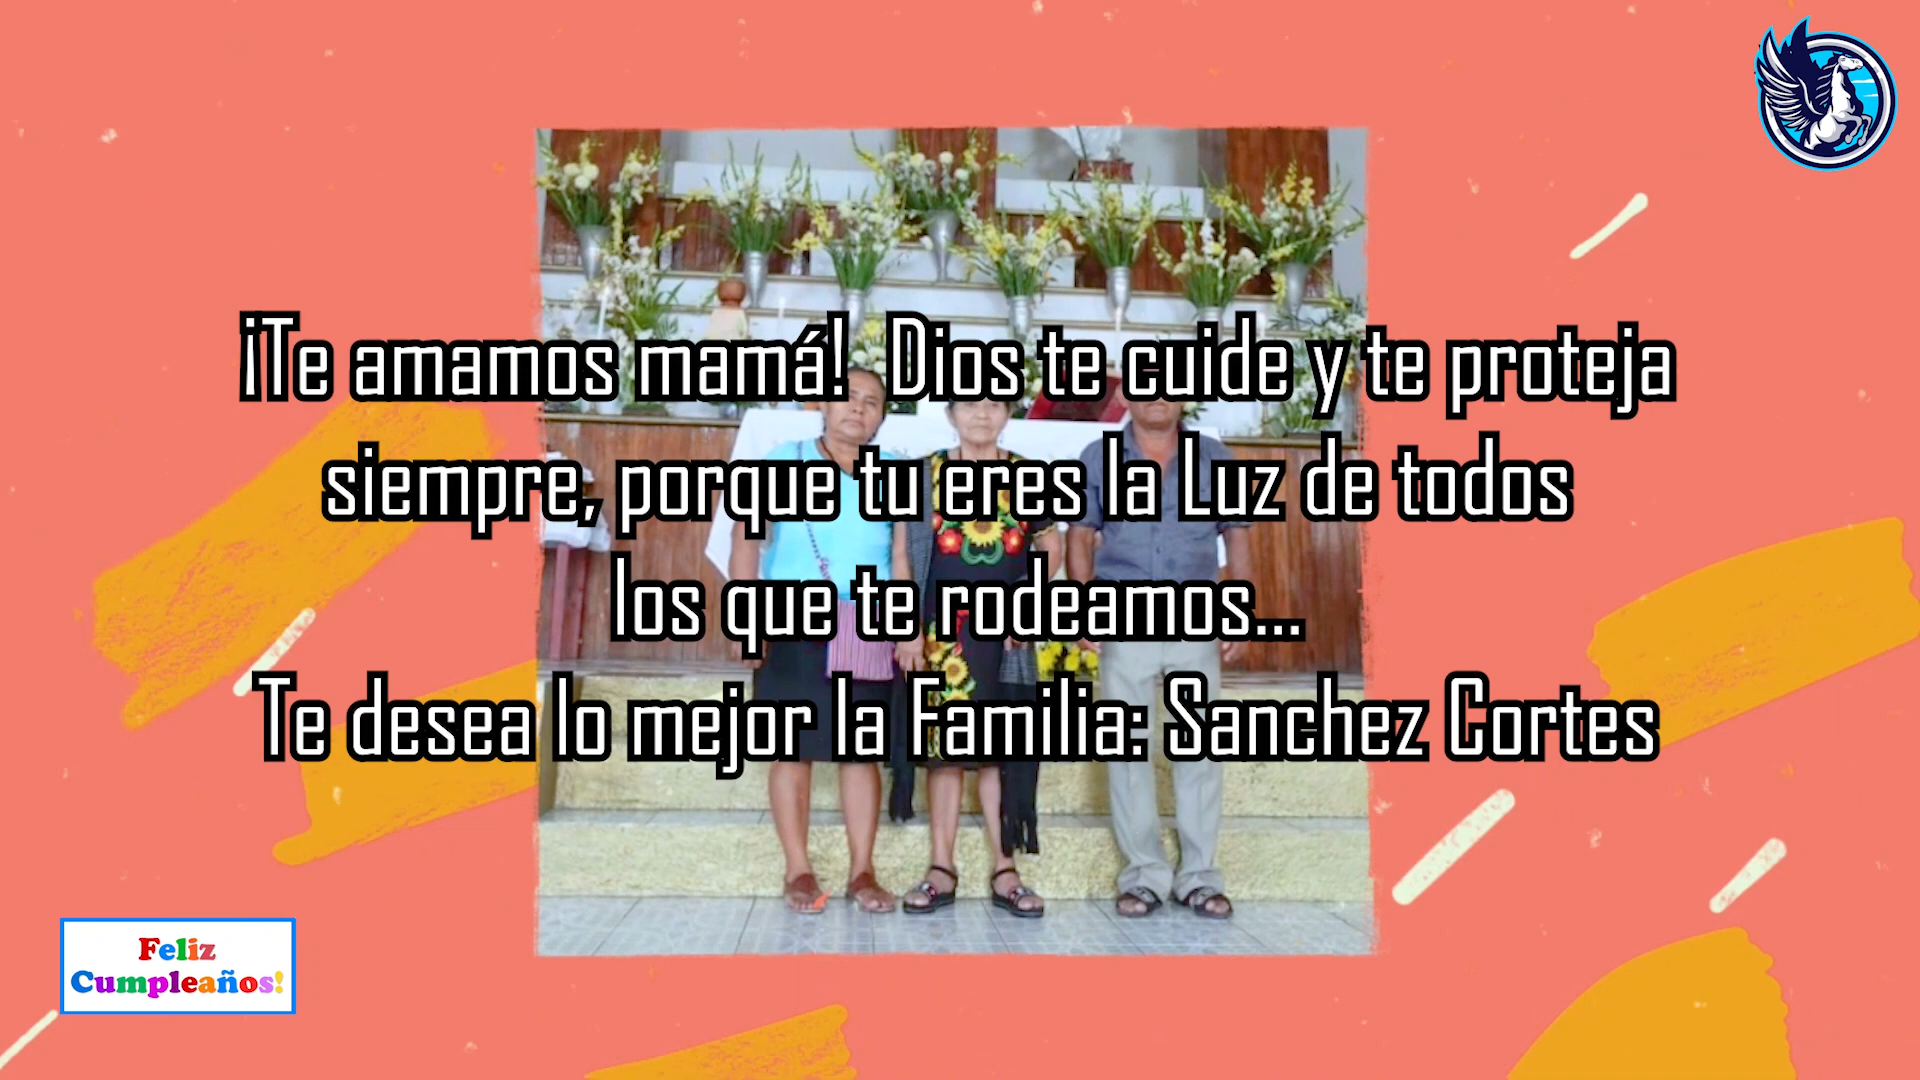 ¡Te amamos mamá!  Dios te cuide y te proteja
siempre, porque tu eres la Luz de todos
los que te rodeamos...
Te desea lo mejor la Familia: Sanchez Cortes
Feliz
Cumpleaños!